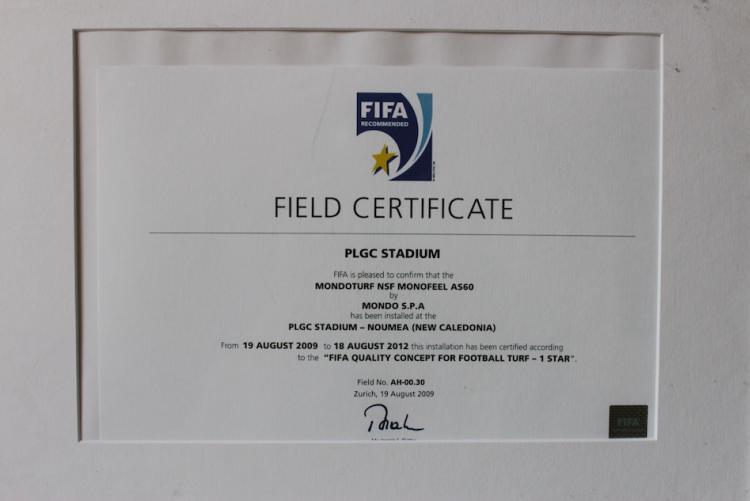 FIFA
RECOMMENDED
FIELD CERTIFICATE
PLGC STADIUM
FIFA is pleased to confirm that the
MONDOTURF NSF MONOFEEL AS60
by
MONDO S.P.A
has been installed at the
PLGC STADIUM – NOUMEA (NEW CALEDONIA)
From 19 AUGUST 2009 to 18 AUGUST 2012 this installation has been certified according
to the "FIFA QUALITY CONCEPT FOR FOOTBALL TURF – 1 STAR".
Field No. AH-00.30
Zurich, 19 August 2009
FIFA